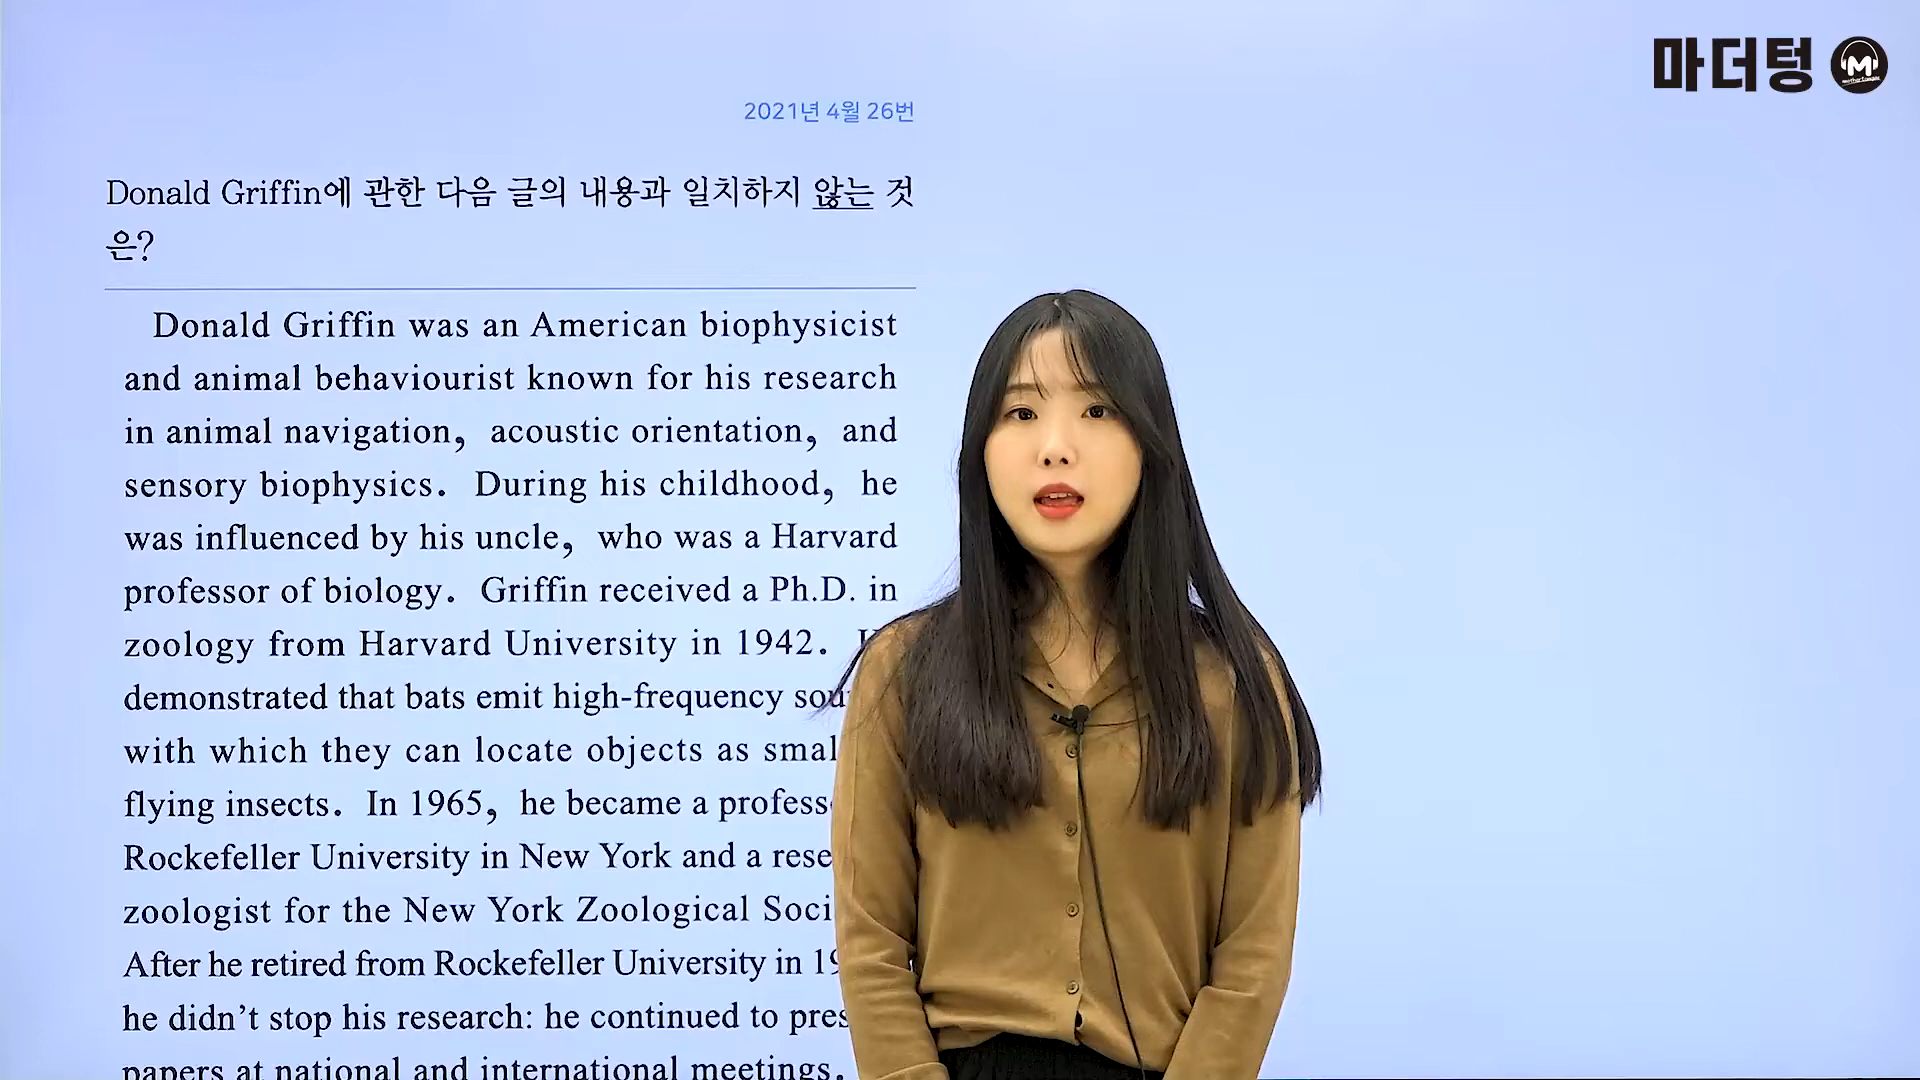 마더텅
2021년 4월 26번
Donald Griffin에 관한 다음 글의 내용과 일치하지 않는 것
은?
Donald Griffin was an American biophysicist
and animal behaviourist known for his research
in animal navigation, acoustic orientation, and
sensory biophysics. During his childhood, he
was influenced by his uncle, who was a Harvard
professor of biology. Griffin received a Ph.D. in
zoology from Harvard University in 1942.
demonstrated that bats emit high-frequency
with which they can locate objects as
flying insects. In 1965, he became a
Rockefeller University in New York and a
zoologist for the New York Zoological
After he retired from Rockefeller University in
he didn't stop his research: he continued to
papers at national and international meetings.